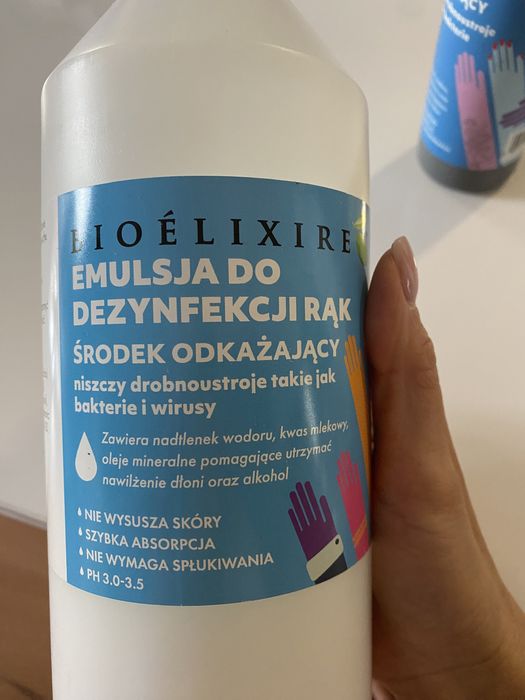 BIOÉLIXIRE
EMULSJA DO
DEZYNFEKCJI RĄK
ŚRODEK ODKAŻAJĄCY
niszczy drobnoustroje takie jak
bakterie i wirusy
Zawiera nadtlenek wodoru, kwas mlekowy,
oleje mineralne pomagające utrzymać
nawilżenie dłoni oraz alkohol
NIE WYSUSZA SKÓRY
SZYBKA ABSORPCJA
NIE WYMAGA SPŁUKIWANIA
PH 3.0-3.5